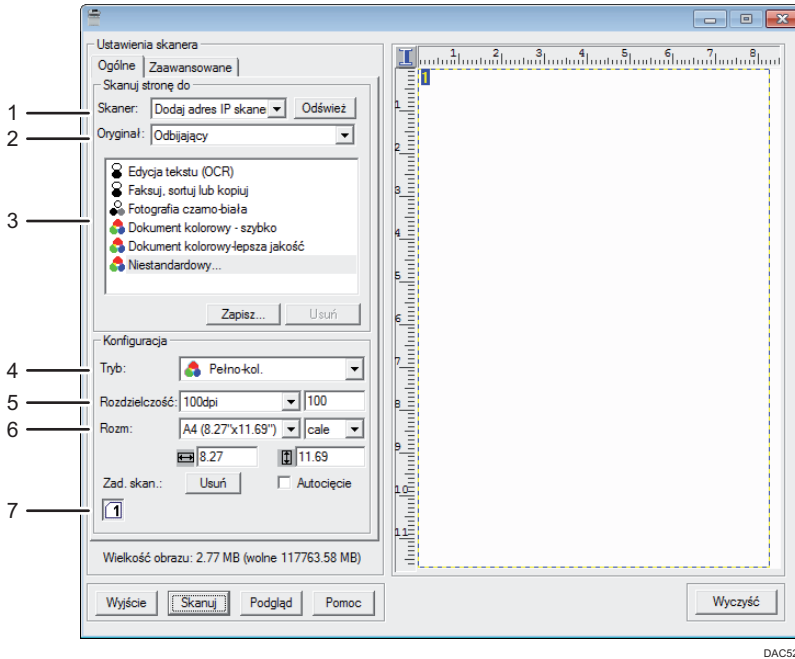 Ustawienia skanera
Ogólne Zaawansowane
Skanuj stronę do
1 Skaner: Dodaj adres IP skane Odśwież
2 Oryginał: Odbijający
3
Edycja tekstu (OCR)
Faksuj, sortuj lub kopiuj
Fotografia czarno-biała
Dokument kolorowy - szybko
Dokument kolorowy-lepsza jakość
Niestandardowy...
Zapisz... Usuń
Konfiguracja
4 Tryb: Pełno-kol.
5 Rozdzielczość: 100dpi 100
6 Rozm: A4 (8.27"x11.69") cale
8.27 11.69
Zad. skan.: Usuń Autocięcie
7 1
Wielkość obrazu: 2.77 MB (wolne 117763.58 MB)
Wyjście Skanuj Podgląd Pomoc
1 2 3 4 5 6 7 8
1
1
2
3
4
5
6
7
8
9
10
11
Wyczyść
DAC52